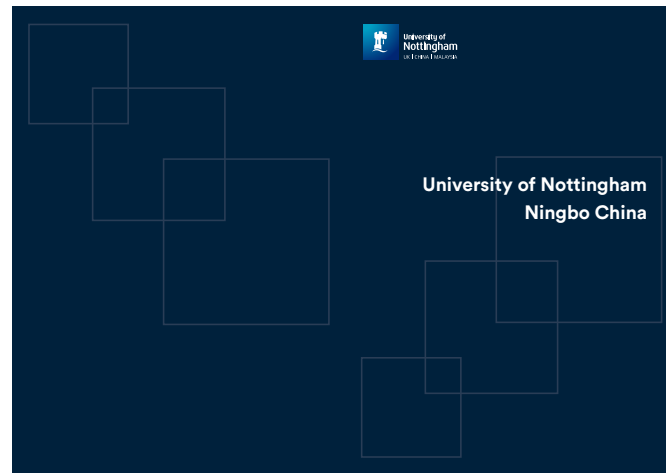 University of
Nottingham
UK | CHINA | MALAYSIA
University of Nottingham
Ningbo China